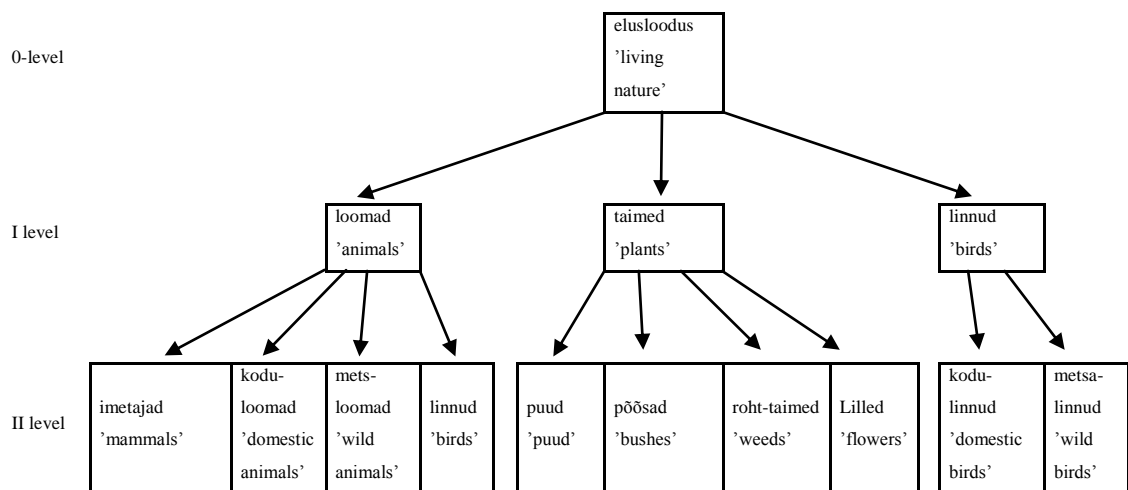 elusloodus
0-level
’living
nature’
loomad
taimed
linnud
I level
’animals’
’plants’
’birds’
imetajad
’mammals’
kodu-
loomad
’domestic
animals’
mets-
loomad
’wild
animals’
linnud
’birds’
puud
’puud’
põõsad
’bushes’
roht-taimed
’weeds’
Lilled
’flowers’
kodu-
linnud
’domestic
birds’
metsa-
linnud
’wild
birds’
II level